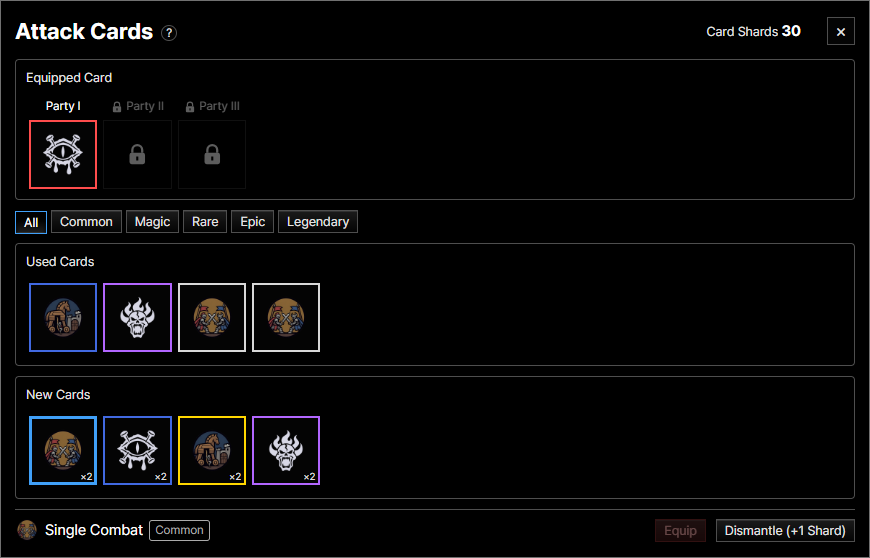 Attack Cards ?
Card Shards 30 ×
Equipped Card
Party I Party II Party III
All Common Magic Rare Epic Legendary
Used Cards
New Cards
×2 ×2 ×2 ×2
Single Combat Common Equip Dismantle (+1 Shard)